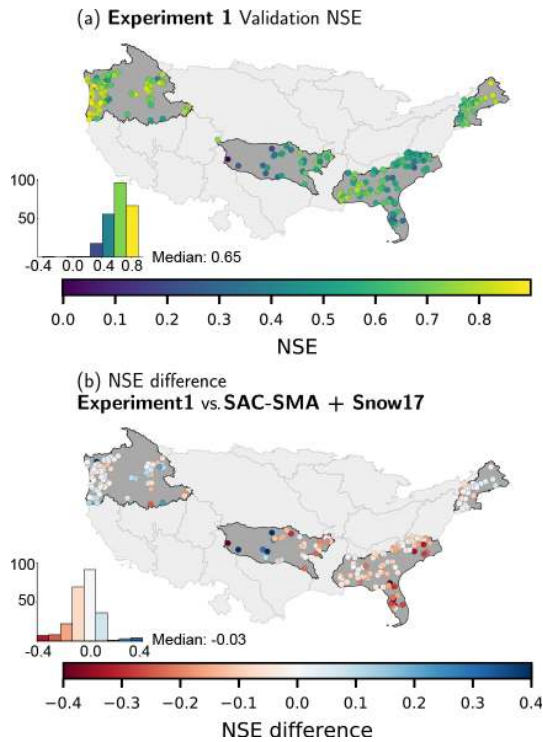 (a) Experiment 1 Validation NSE
100
50
-0.4 0.0 0.4 0.8
Median: 0.65
0.0 0.1 0.2 0.3 0.4 0.5 0.6 0.7 0.8
NSE
(b) NSE difference
Experiment1 vs. SAC-SMA + Snow17
100
50
-0.4 0.0 0.4
Median: -0.03
−0.4 −0.3 −0.2 −0.1 0.0 0.1 0.2 0.3 0.4
NSE difference